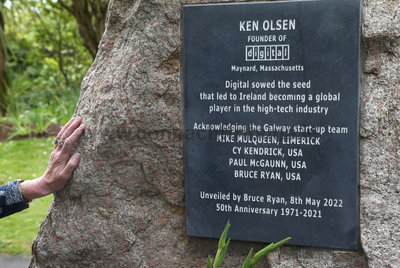 KEN OLSEN
FOUNDER OF
digital
Maynard, Massachusetts
Digital sowed the seed
that led to Ireland becoming a global
player in the high-tech industry
Acknowledging the Galway start-up team
MIKE MULQUEEN, LIMERICK
CY KENDRICK, USA
PAUL McGAUNN, USA
BRUCE RYAN, USA
Unveiled by Bruce Ryan, 8th May 2022
50th Anniversary 1971-2021